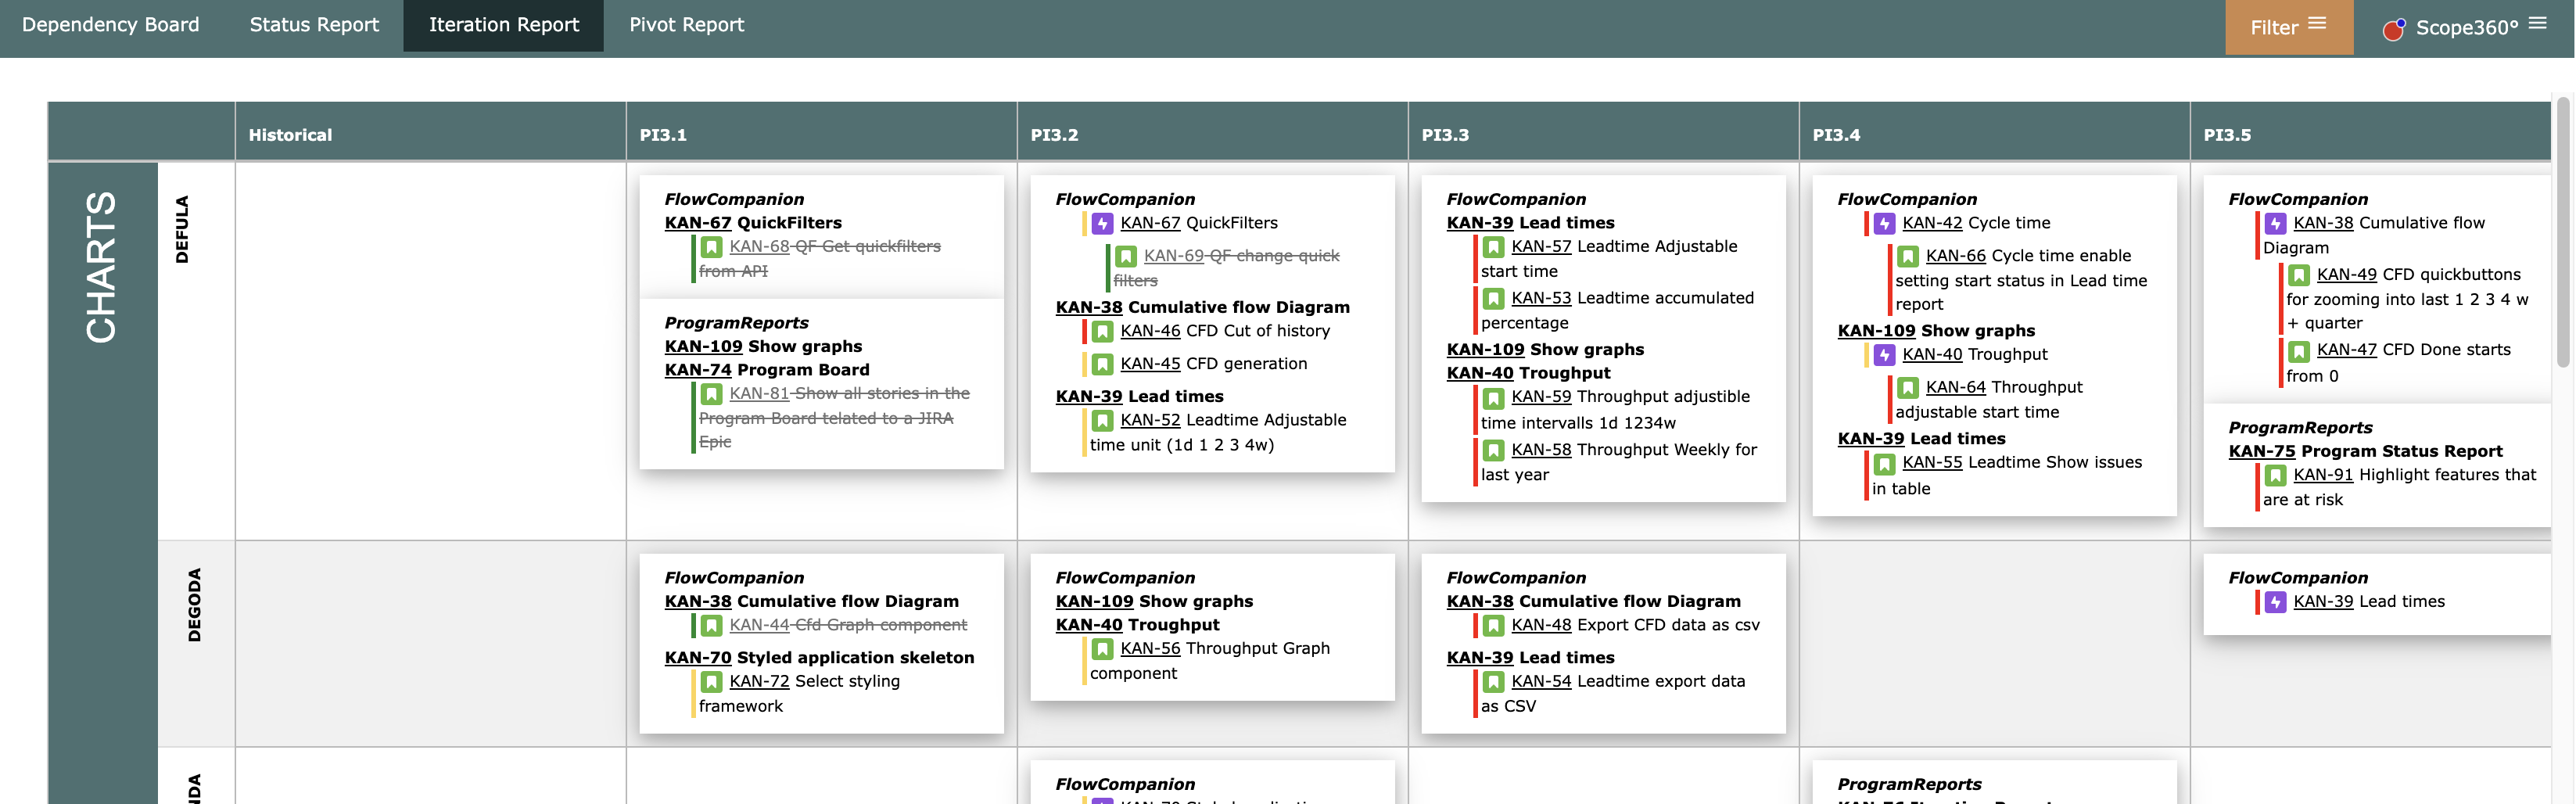 Dependency Board Status Report Iteration Report Pivot Report Filter Scope360°
Historical PI3.1 PI3.2 PI3.3 PI3.4 PI3.5
CHARTS
DEFULA
FlowCompanion
KAN-67 QuickFilters
KAN-68 QF Get quickfilters
from API
ProgramReports
KAN-109 Show graphs
KAN-74 Program Board
KAN-81 Show all stories in the
Program Board telated to a JIRA
Epic
FlowCompanion
KAN-67 QuickFilters
KAN-69 QF change quick
filters
KAN-38 Cumulative flow Diagram
KAN-46 CFD Cut of history
KAN-45 CFD generation
KAN-39 Lead times
KAN-52 Leadtime Adjustable
time unit (1d 1 2 3 4w)
FlowCompanion
KAN-39 Lead times
KAN-57 Leadtime Adjustable
start time
KAN-53 Leadtime accumulated
percentage
KAN-109 Show graphs
KAN-40 Troughput
KAN-59 Throughput adjustible
time intervalls 1d 1234w
KAN-58 Throughput Weekly for
last year
FlowCompanion
KAN-42 Cycle time
KAN-66 Cycle time enable
setting start status in Lead time
report
KAN-109 Show graphs
KAN-40 Troughput
KAN-64 Throughput
adjustable start time
KAN-39 Lead times
KAN-55 Leadtime Show issues
in table
FlowCompanion
KAN-38 Cumulative flow
Diagram
KAN-49 CFD quickbuttons
for zooming into last 1 2 3 4 w
+ quarter
KAN-47 CFD Done starts
from 0
ProgramReports
KAN-75 Program Status Report
KAN-91 Highlight features that
are at risk
DEGODA
FlowCompanion
KAN-38 Cumulative flow Diagram
KAN-44 Cfd Graph component
KAN-70 Styled application skeleton
KAN-72 Select styling
framework
FlowCompanion
KAN-109 Show graphs
KAN-40 Troughput
KAN-56 Throughput Graph
component
FlowCompanion
KAN-38 Cumulative flow Diagram
KAN-48 Export CFD data as csv
KAN-39 Lead times
KAN-54 Leadtime export data
as CSV
FlowCompanion
KAN-39 Lead times
FlowCompanion
ProgramReports